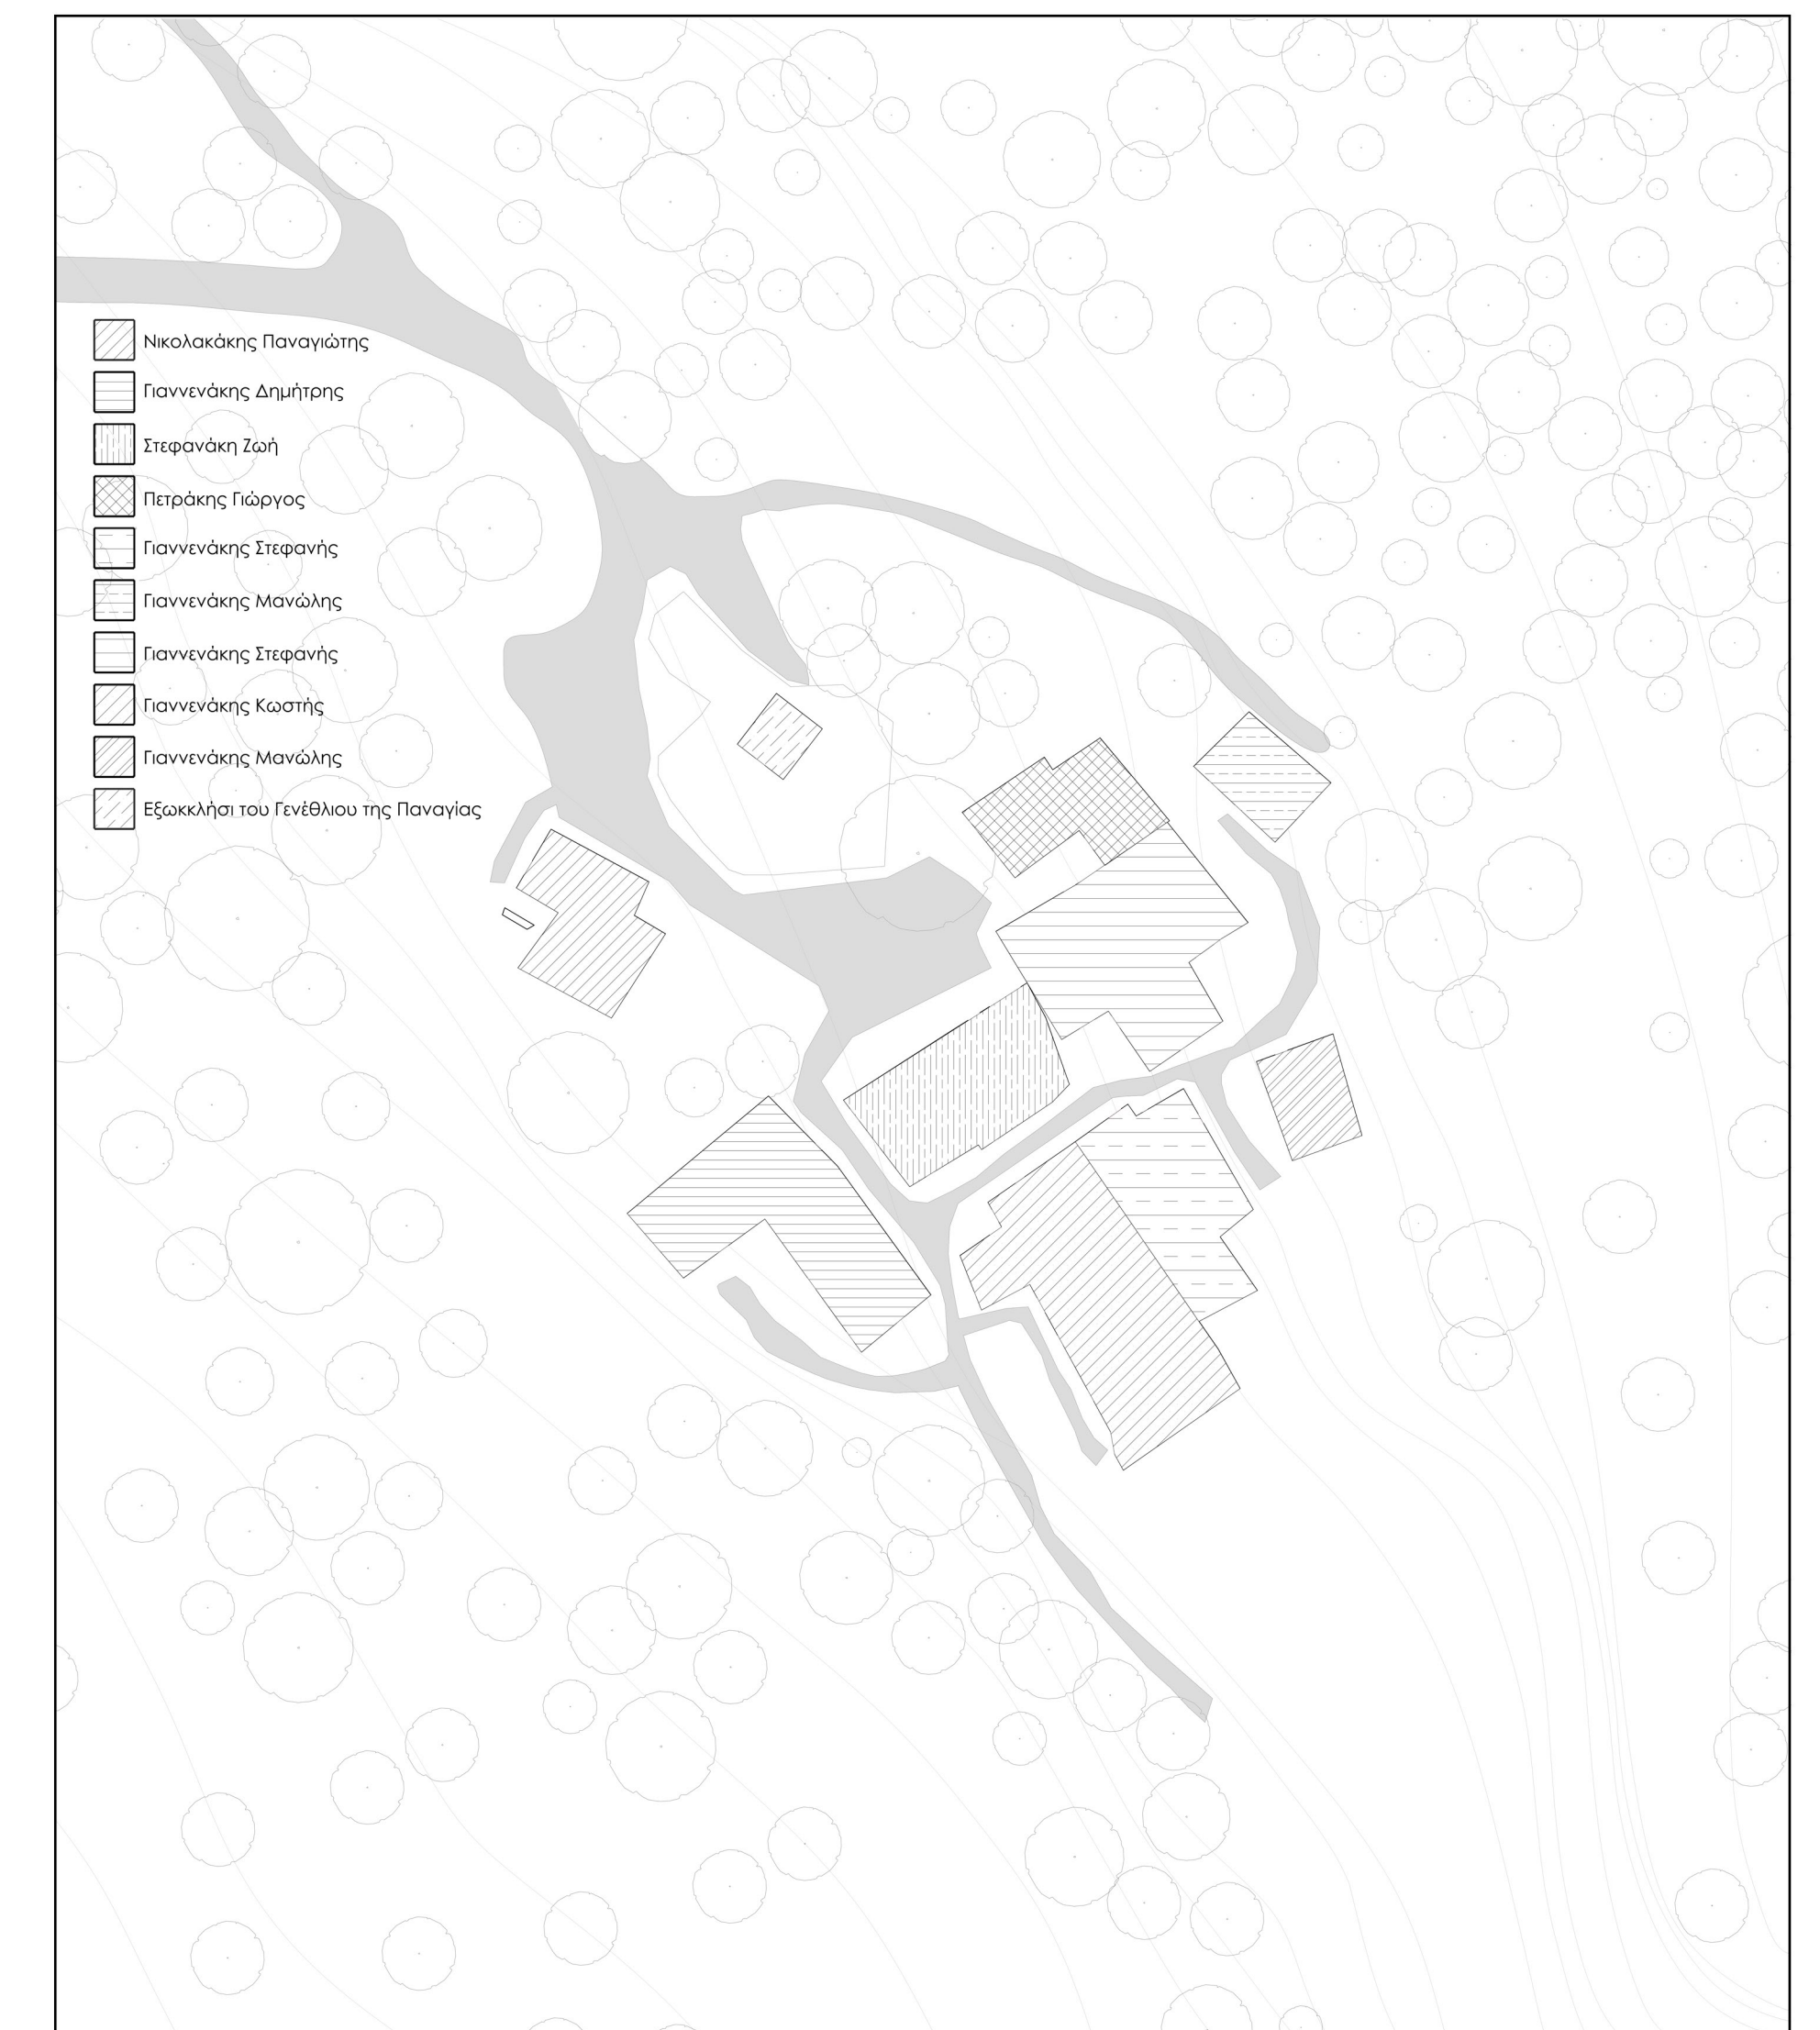 Νικολακάκης Παναγιώτης
Γιαννενάκης Δημήτρης
Στεφανάκη Ζωή
Πετράκης Γιώργος
Γιαννενάκης Στεφανής
Γιαννενάκης Μανώλης
Γιαννενάκης Στεφανής
Γιαννενάκης Κωστής
Γιαννενάκης Μανώλης
Εξωκκλήσι του Γενέθλιου της Παναγίας